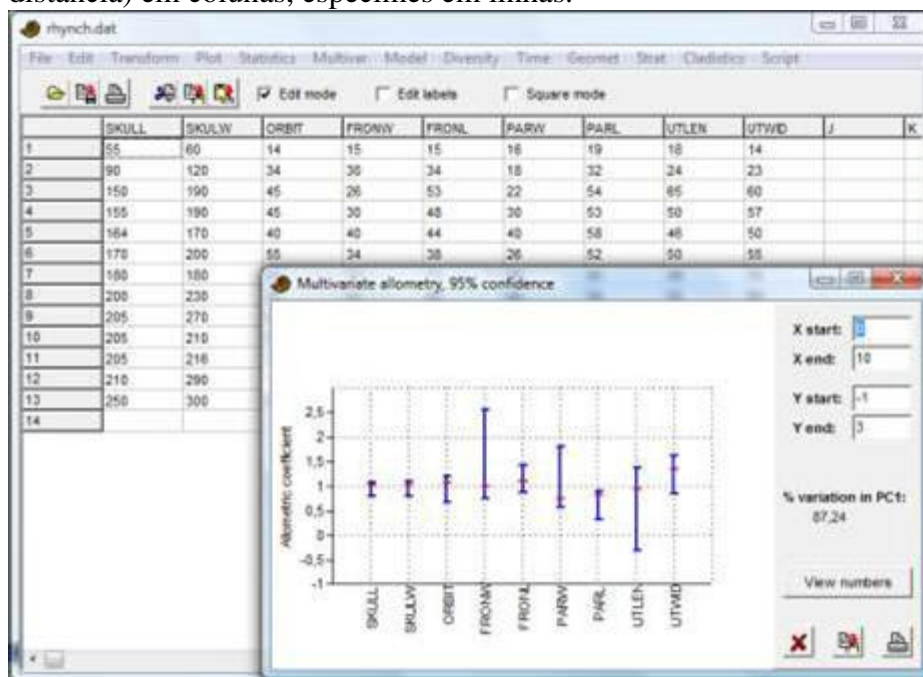 distância) em colunas, espécimes em linhas.
rhynch.dat
File Edit Transform Plot Statistics Multivar Model Diversity Time Geomet Strat Cladistics Script
Edit mode Edit labels Square mode
SKULL SKULW ORBIT FRONW FRONL PARW PARL UTLEN UTWID J K
1 55 60 14 15 15 16 19 18 14
2 90 120 34 36 34 18 32 24 23
3 150 190 45 26 53 22 54 65 60
4 155 190 45 30 48 30 53 50 57
5 164 170 40 40 44 40 58 46 50
6 170 200 55 34 38 26 52 50 55
7 180 180
8 200 230
9 205 270
10 205 210
11 205 216
12 210 290
13 250 300
14
Multivariate allometry, 95% confidence
X start:
X end: 10
Y start: -1
Y end: 3
% variation in PC1:
87,24
View numbers
Allometric coefficient
2,5
2
1,5
1
0,5
0
-0,5
-1
SKULL SKULW ORBIT FRONW FRONL PARW PARL UTLEN UTWID